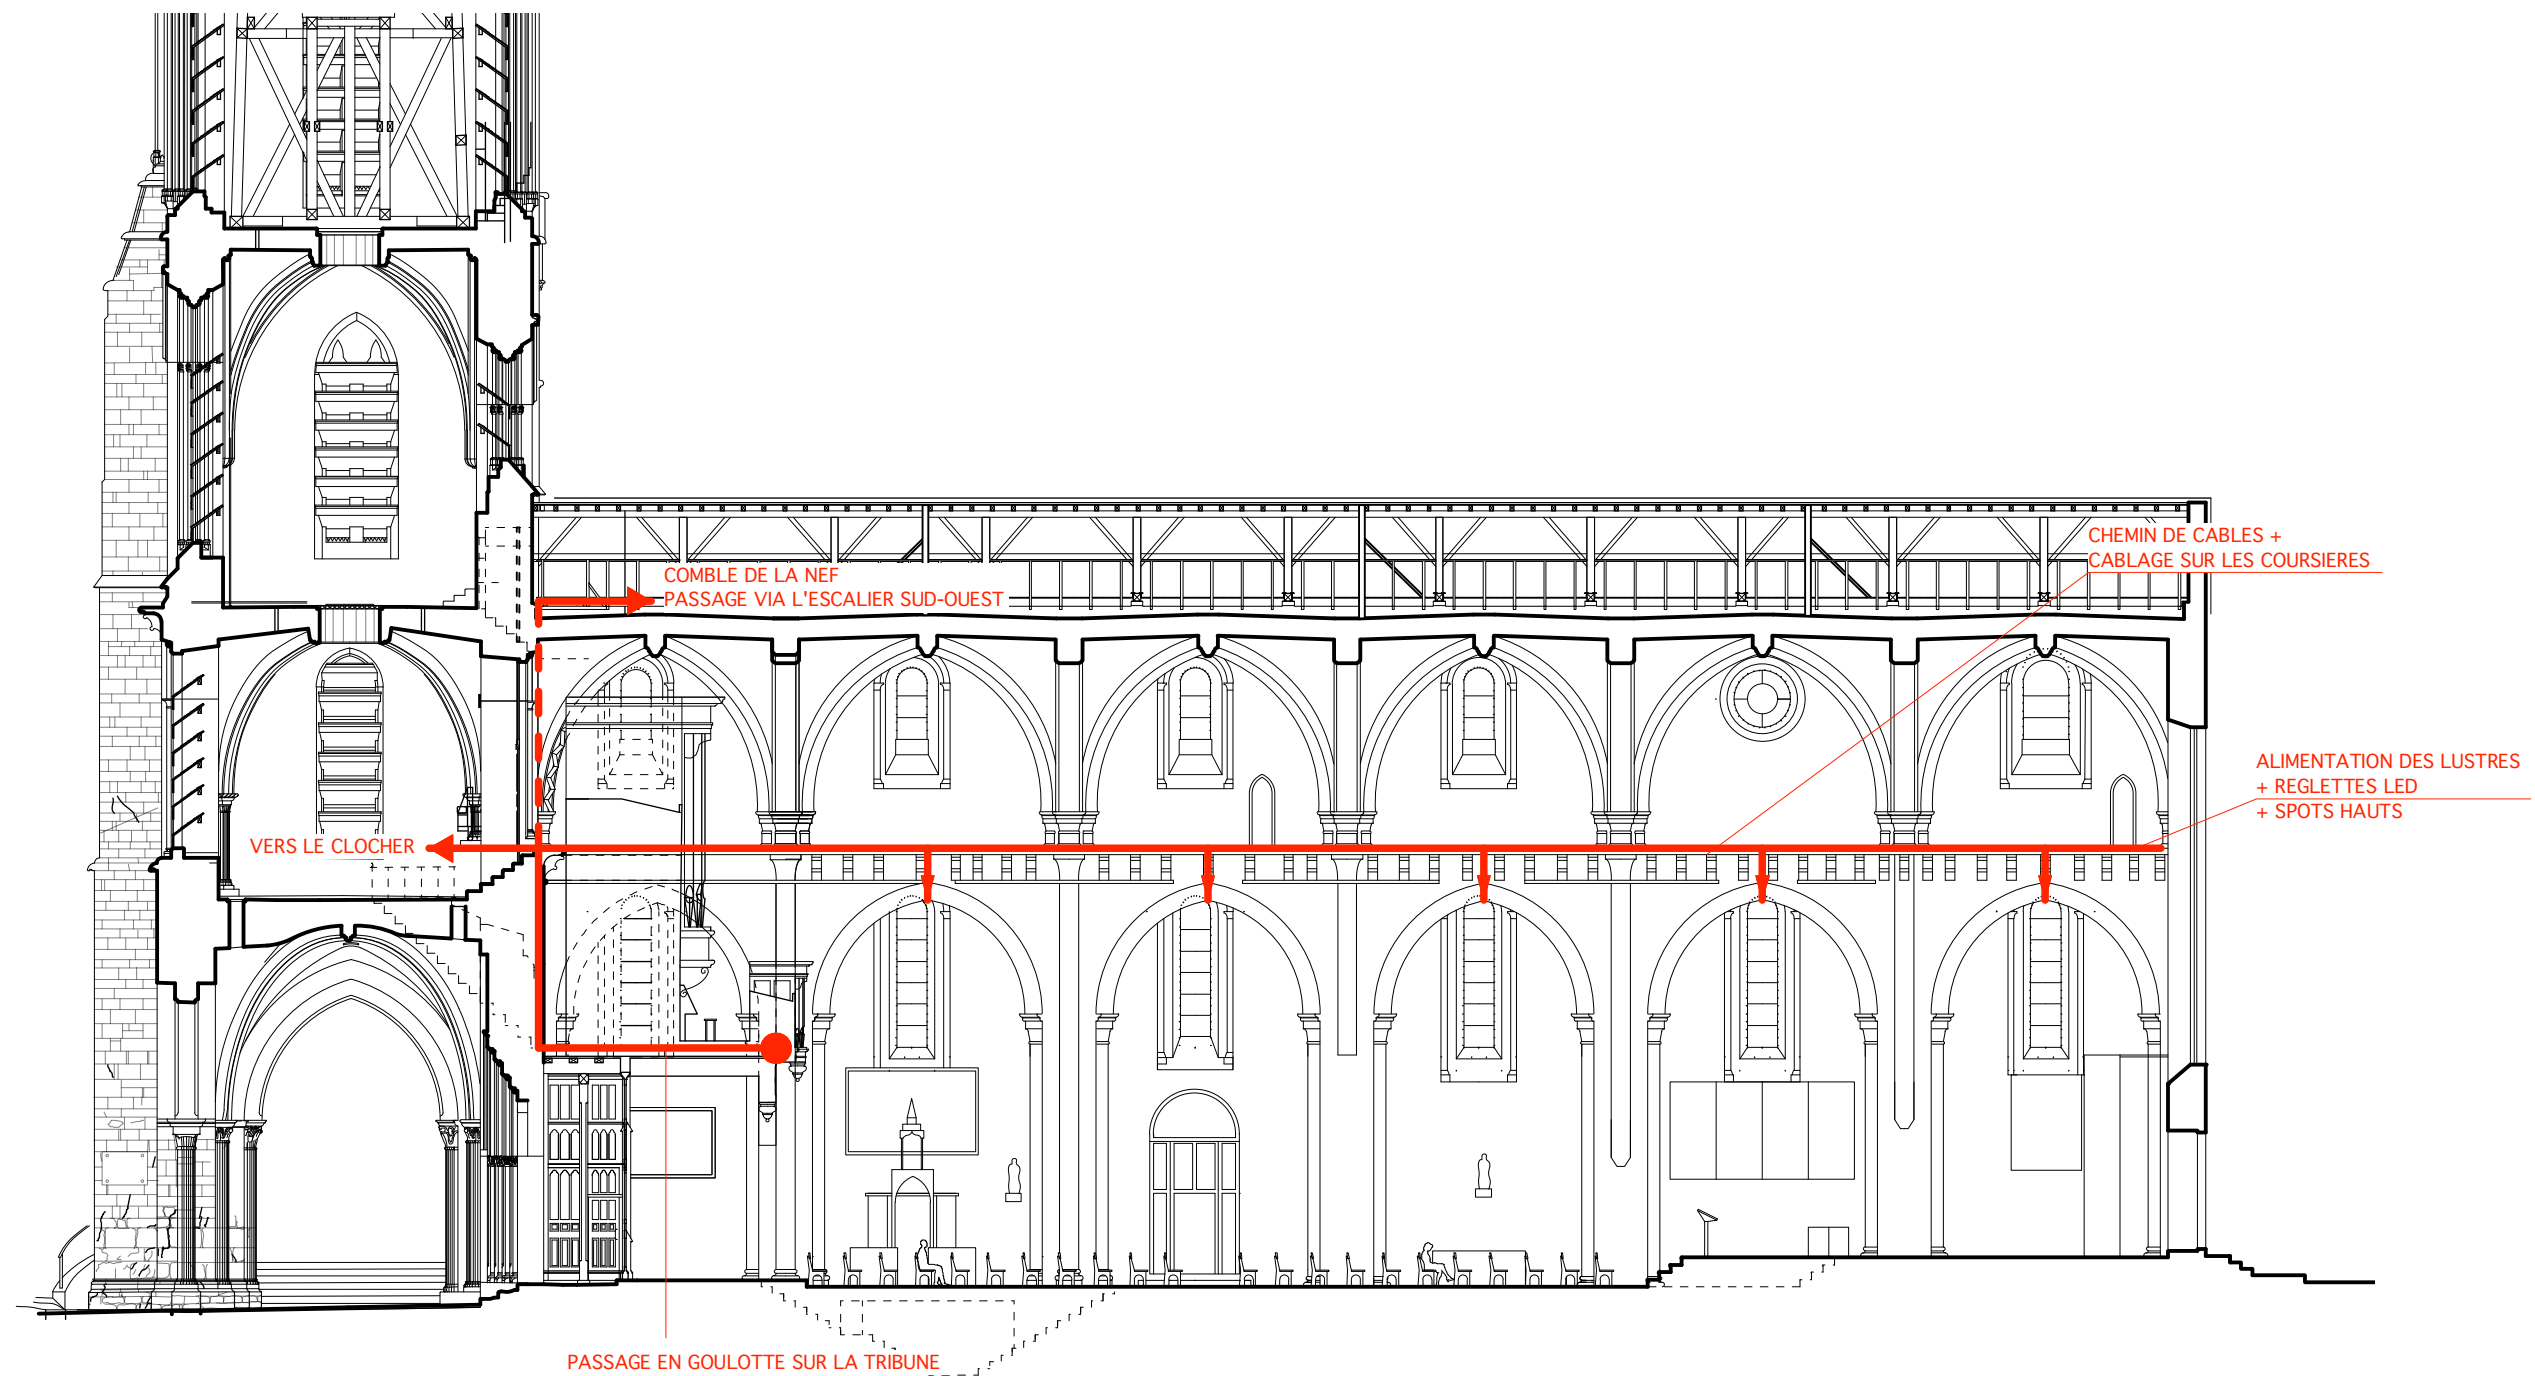 CHEMIN DE CABLES +
CABLAGE SUR LES COURSIERES
COMBLE DE LA NEF
PASSAGE VIA L'ESCALIER SUD-OUEST
ALIMENTATION DES LUSTRES
+ REGLETTES LED
+ SPOTS HAUTS
VERS LE CLOCHER
PASSAGE EN GOULOTTE SUR LA TRIBUNE